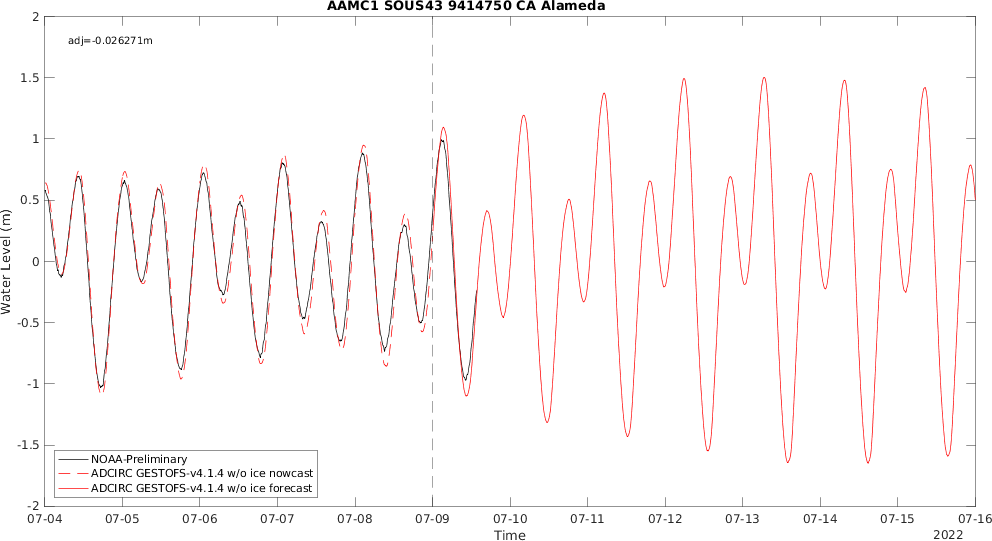 AAMC1 SOUS43 9414750 CA Alameda
adj=-0.026271m
2
1.5
1
0.5
0
-0.5
-1
-1.5
-2
Water Level (m)
NOAA-Preliminary
ADCIRC GESTOFS-v4.1.4 w/o ice nowcast
ADCIRC GESTOFS-v4.1.4 w/o ice forecast
07-04 07-05 07-06 07-07 07-08 07-09 07-10 07-11 07-12 07-13 07-14 07-15 07-16
Time
2022